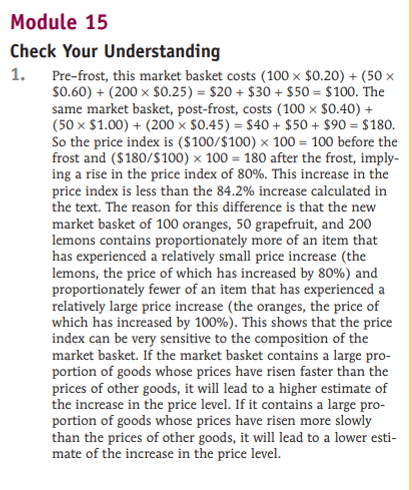 Module 15
Check Your Understanding
1. Pre-frost, this market basket costs (100 × $0.20) + (50 ×
$0.60) + (200 × $0.25) = $20 + $30 + $50 = $100. The
same market basket, post-frost, costs (100 × $0.40) +
(50 × $1.00) + (200 × $0.45) = $40 + $50 + $90 = $180.
So the price index is ($100/$100) × 100 = 100 before the
frost and ($180/$100) × 100 = 180 after the frost, imply-
ing a rise in the price index of 80%. This increase in the
price index is less than the 84.2% increase calculated in
the text. The reason for this difference is that the new
market basket of 100 oranges, 50 grapefruit, and 200
lemons contains proportionately more of an item that
has experienced a relatively small price increase (the
lemons, the price of which has increased by 80%) and
proportionately fewer of an item that has experienced a
relatively large price increase (the oranges, the price of
which has increased by 100%). This shows that the price
index can be very sensitive to the composition of the
market basket. If the market basket contains a large pro-
portion of goods whose prices have risen faster than the
prices of other goods, it will lead to a higher estimate of
the increase in the price level. If it contains a large pro-
portion of goods whose prices have risen more slowly
than the prices of other goods, it will lead to a lower esti-
mate of the increase in the price level.